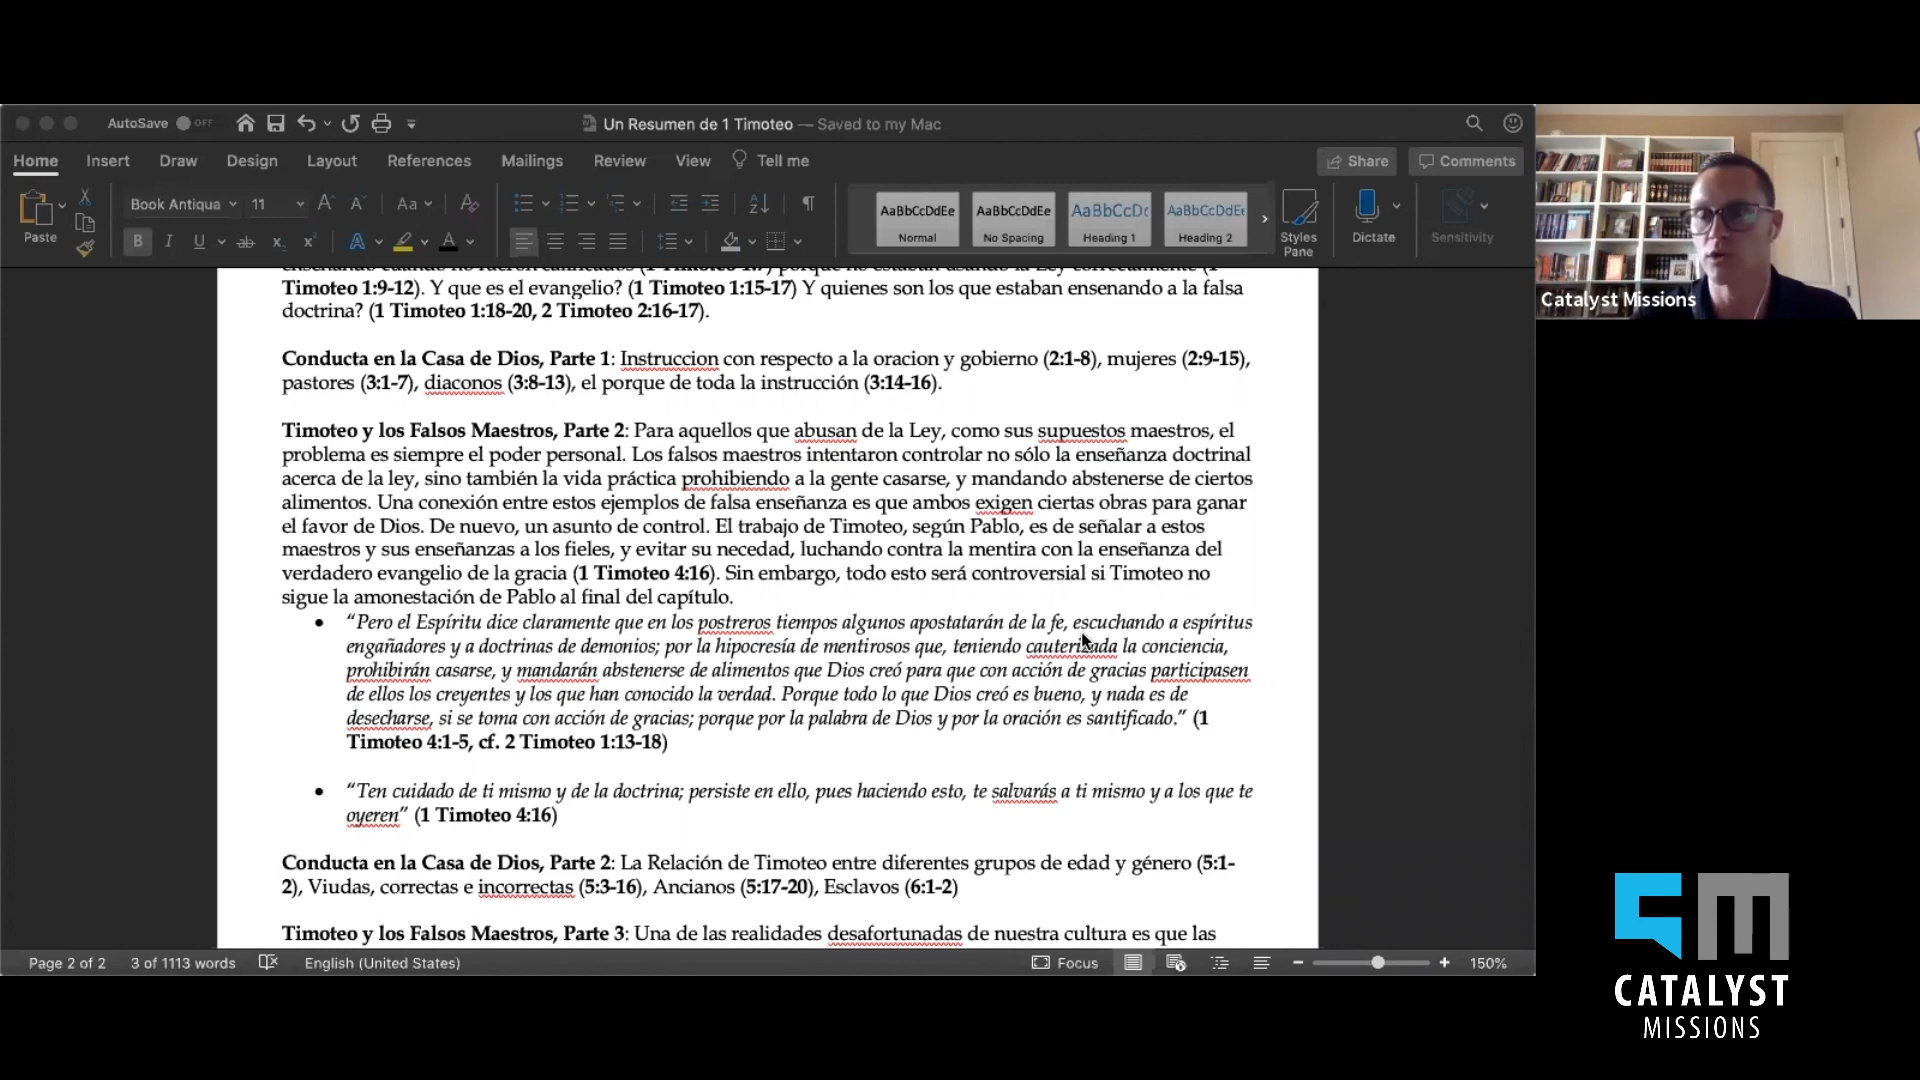 AutoSave OFF
Un Resumen de 1 Timoteo — Saved to my Mac
Home Insert Draw Design Layout References Mailings Review View Tell me Share Comments
Paste
Book Antiqua 11
AaBbCcDdEe
Normal
AaBbCcDdEe
No Spacing
AaBbCcDc
Heading 1
AaBbCcDdEe
Heading 2
Styles
Pane
Dictate
Sensitivity
Catalyst Missions
Timoteo 1:9-12). Y que es el evangelio? (1 Timoteo 1:15-17) Y quienes son los que estaban ensenando a la falsa
doctrina? (1 Timoteo 1:18-20, 2 Timoteo 2:16-17).
Conducta en la Casa de Dios, Parte 1: Instruccion con respecto a la oracion y gobierno (2:1-8), mujeres (2:9-15),
pastores (3:1-7), diaconos (3:8-13), el porque de toda la instrucción (3:14-16).
Timoteo y los Falsos Maestros, Parte 2: Para aquellos que abusan de la Ley, como sus supuestos maestros, el
problema es siempre el poder personal. Los falsos maestros intentaron controlar no sólo la enseñanza doctrinal
acerca de la ley, sino también la vida práctica prohibiendo a la gente casarse, y mandando abstenerse de ciertos
alimentos. Una conexión entre estos ejemplos de falsa enseñanza es que ambos exigen ciertas obras para ganar
el favor de Dios. De nuevo, un asunto de control. El trabajo de Timoteo, según Pablo, es de señalar a estos
maestros y sus enseñanzas a los fieles, y evitar su necedad, luchando contra la mentira con la enseñanza del
verdadero evangelio de la gracia (1 Timoteo 4:16). Sin embargo, todo esto será controversial si Timoteo no
sigue la amonestación de Pablo al final del capítulo.
• “Pero el Espíritu dice claramente que en los postreros tiempos algunos apostatarán de la fe, escuchando a espíritus
engañadores y a doctrinas de demonios; por la hipocresía de mentirosos que, teniendo cauterizada la conciencia,
prohibirán casarse, y mandarán abstenerse de alimentos que Dios creó para que con acción de gracias participasen
de ellos los creyentes y los que han conocido la verdad. Porque todo lo que Dios creó es bueno, y nada es de
desecharse, si se toma con acción de gracias; porque por la palabra de Dios y por la oración es santificado.” (1
Timoteo 4:1-5, cf. 2 Timoteo 1:13-18)
• “Ten cuidado de ti mismo y de la doctrina; persiste en ello, pues haciendo esto, te salvarás a ti mismo y a los que te
oyeren” (1 Timoteo 4:16)
Conducta en la Casa de Dios, Parte 2: La Relación de Timoteo entre diferentes grupos de edad y género (5:1-
2), Viudas, correctas e incorrectas (5:3-16), Ancianos (5:17-20), Esclavos (6:1-2)
Timoteo y los Falsos Maestros, Parte 3: Una de las realidades desafortunadas de nuestra cultura es que las
Page 2 of 2 3 of 1113 words English (United States) Focus 150%
CATALYST
MISSIONS